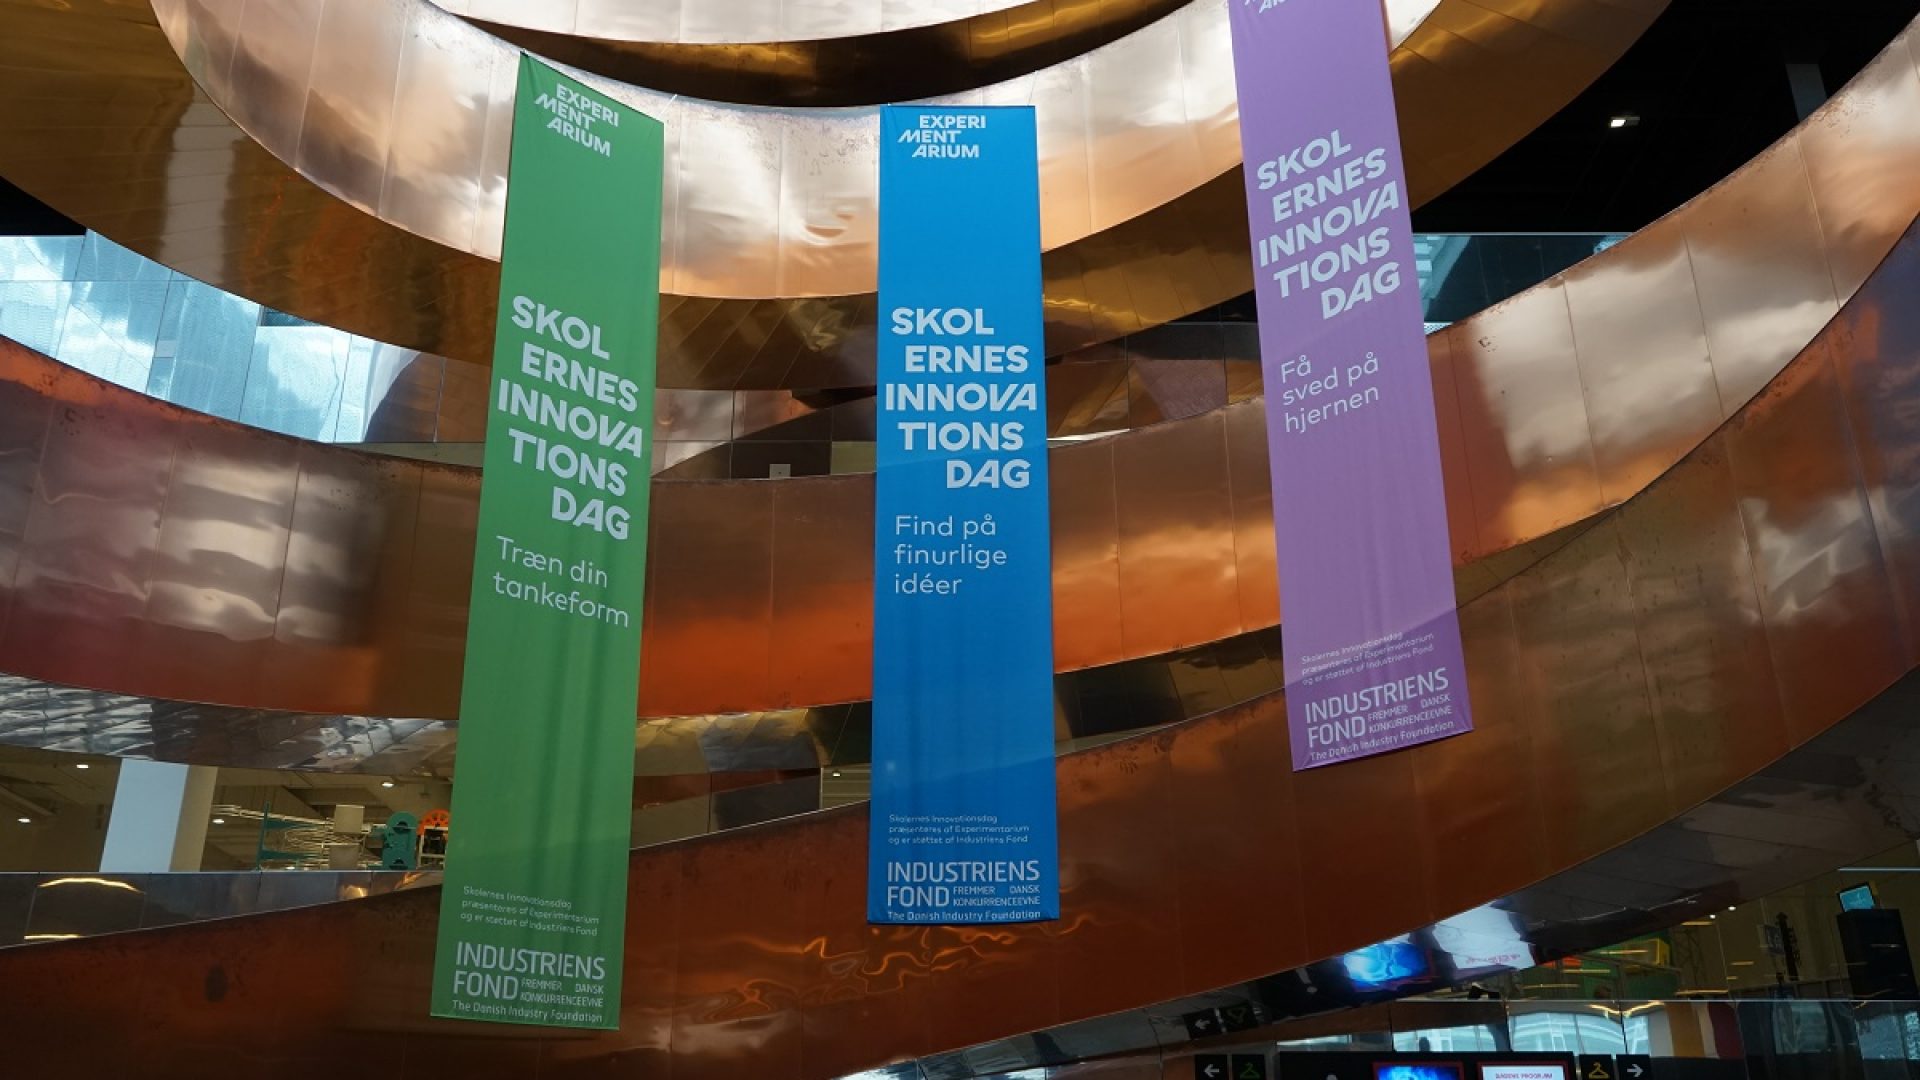 EXPERI
MENT
ARIUM
SKOL
ERNES
INNOVA
TIONS
DAG
Træn din
tankeform
Skolernes Innovationsdag
præsenteres af Experimentarium
og er støttet af Industriens Fond
INDUSTRIENS
FOND FREMMER DANSK
KONKURRENCEEVNE
The Danish Industry Foundation
EXPERI
MENT
ARIUM
SKOL
ERNES
INNOVA
TIONS
DAG
Find på
finurlige
idéer
Skolernes Innovationsdag
præsenteres af Experimentarium
og er støttet af Industriens Fond
INDUSTRIENS
FOND FREMMER DANSK
KONKURRENCEEVNE
The Danish Industry Foundation
SKOL
ERNES
INNOVA
TIONS
DAG
Få
sved på
hjernen
Skolernes Innovationsdag
præsenteres af Experimentarium
og er støttet af Industriens Fond
INDUSTRIENS
FOND FREMMER DANSK
KONKURRENCEEVNE
The Danish Industry Foundation
DAGENS PROGRAM